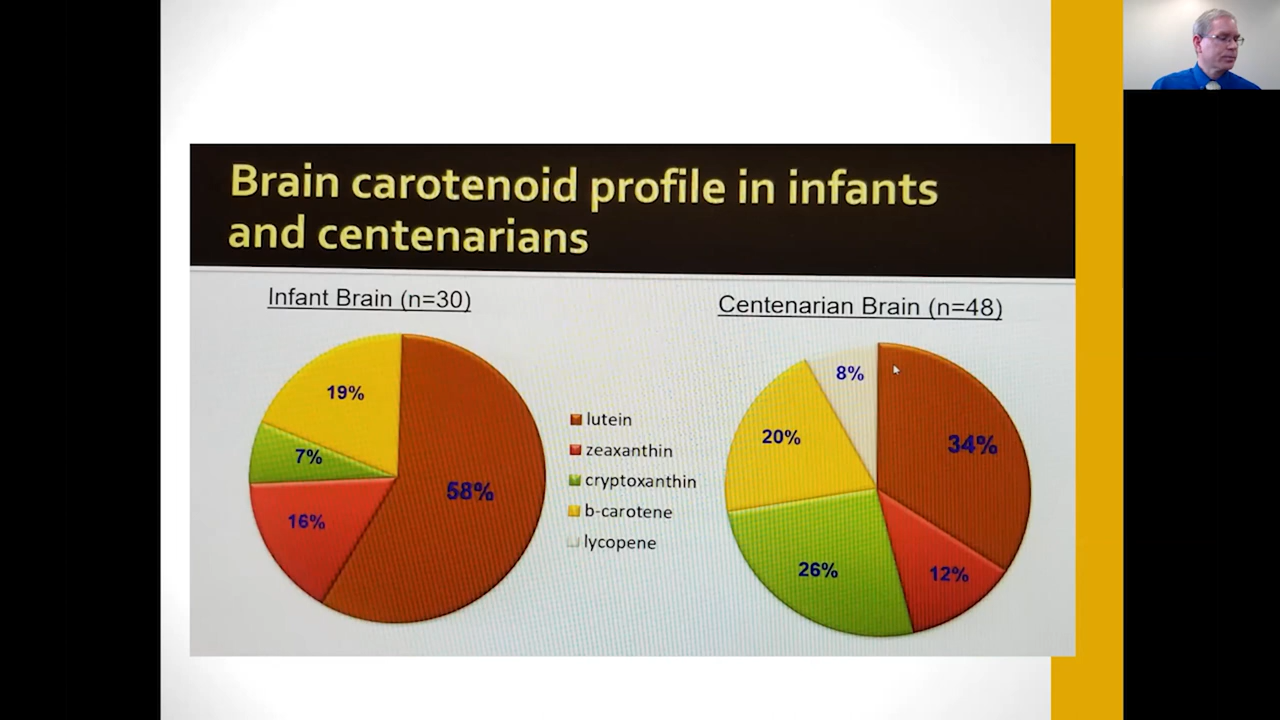 Brain carotenoid profile in infants
and centenarians
Infant Brain (n=30)
Centenarian Brain (n=48)
19%
7%
16%
58%
lutein
zeaxanthin
cryptoxanthin
b-carotene
lycopene
8%
34%
20%
26%
12%